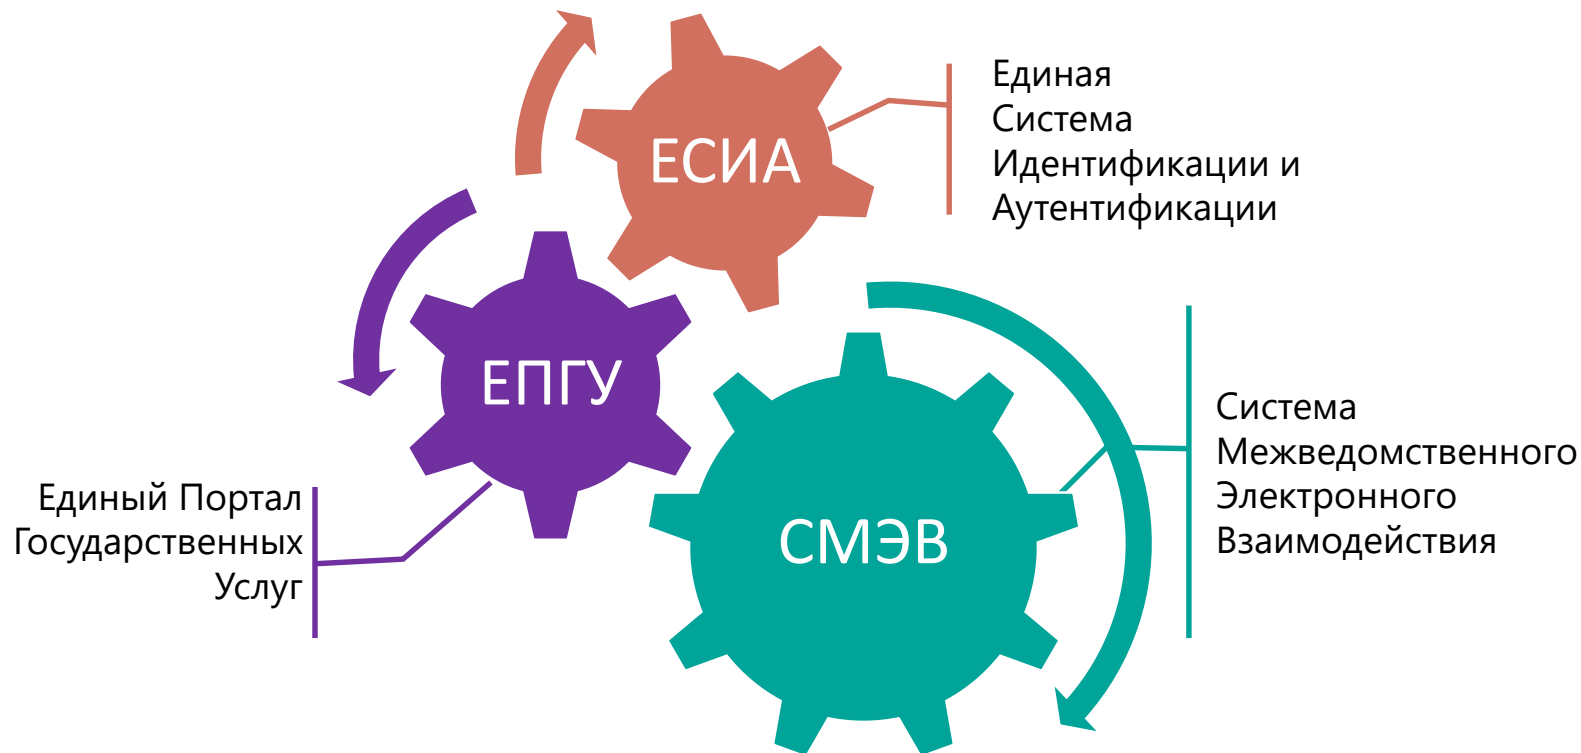 ЕСИА
Единая
Система
Идентификации и
Аутентификации
ЕПГУ
Единый Портал
Государственных
Услуг
СМЭВ
Система
Межведомственного
Электронного
Взаимодействия